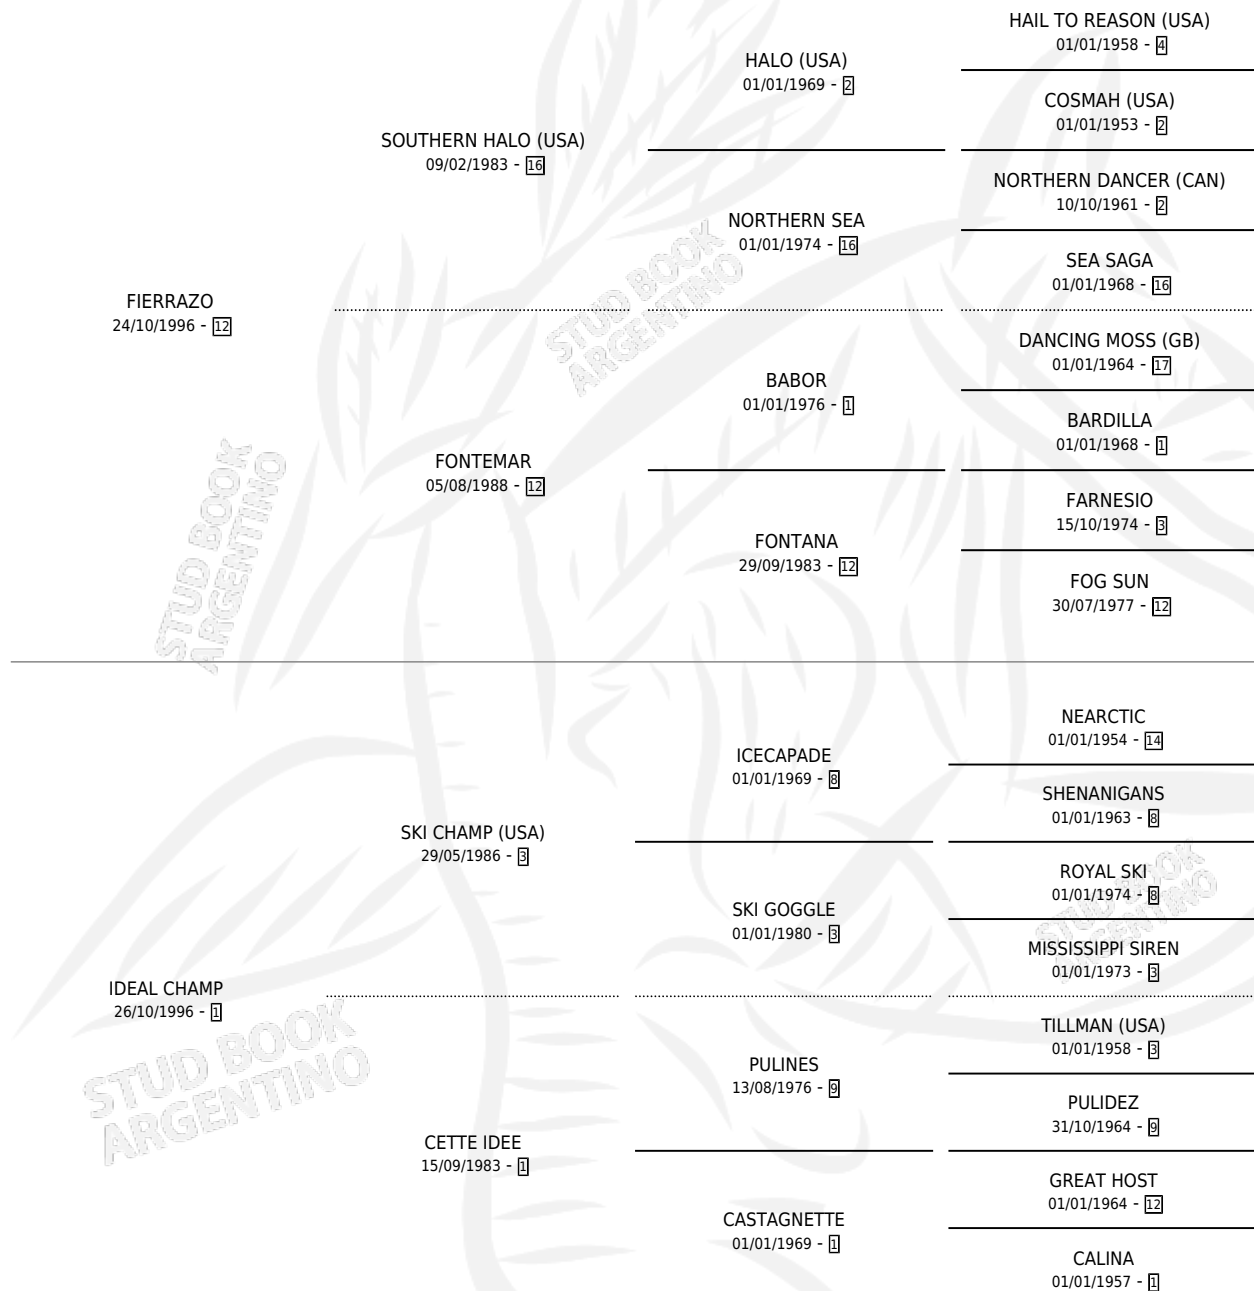 HAIL TO REASON (USA)
01/01/1958 - 4
HALO (USA)
01/01/1969 - 2
COSMAH (USA)
01/01/1953 - 2
SOUTHERN HALO (USA)
09/02/1983 - 16
NORTHERN DANCER (CAN)
10/10/1961 - 2
NORTHERN SEA
01/01/1974 - 16
SEA SAGA
01/01/1968 - 16
FIERRAZO
24/10/1996 - 12
STUD BOOK
ARGENTINO
DANCING MOSS (GB)
01/01/1964 - 17
BABOR
01/01/1976 - 1
BARDILLA
01/01/1968 - 1
FONTEMAR
05/08/1988 - 12
FARNESIO
15/10/1974 - 3
FONTANA
29/09/1983 - 12
FOG SUN
30/07/1977 - 12
STUD BOOK
ARGENTINO
NEARCTIC
01/01/1954 - 14
ICECAPADE
01/01/1969 - 8
SHENANIGANS
01/01/1963 - 8
SKI CHAMP (USA)
29/05/1986 - 3
ROYAL SKI
01/01/1974 - 8
SKI GOGGLE
01/01/1980 - 3
STUD BOOK
ARGENTINO
MISSISSIPPI SIREN
01/01/1973 - 3
IDEAL CHAMP
26/10/1996 - 1
TILLMAN (USA)
01/01/1958 - 3
STUD BOOK
ARGENTINO
PULINES
13/08/1976 - 9
PULIDEZ
31/10/1964 - 9
CETTE IDEE
15/09/1983 - 1
GREAT HOST
01/01/1964 - 12
CASTAGNETTE
01/01/1969 - 1
CALINA
01/01/1957 - 1